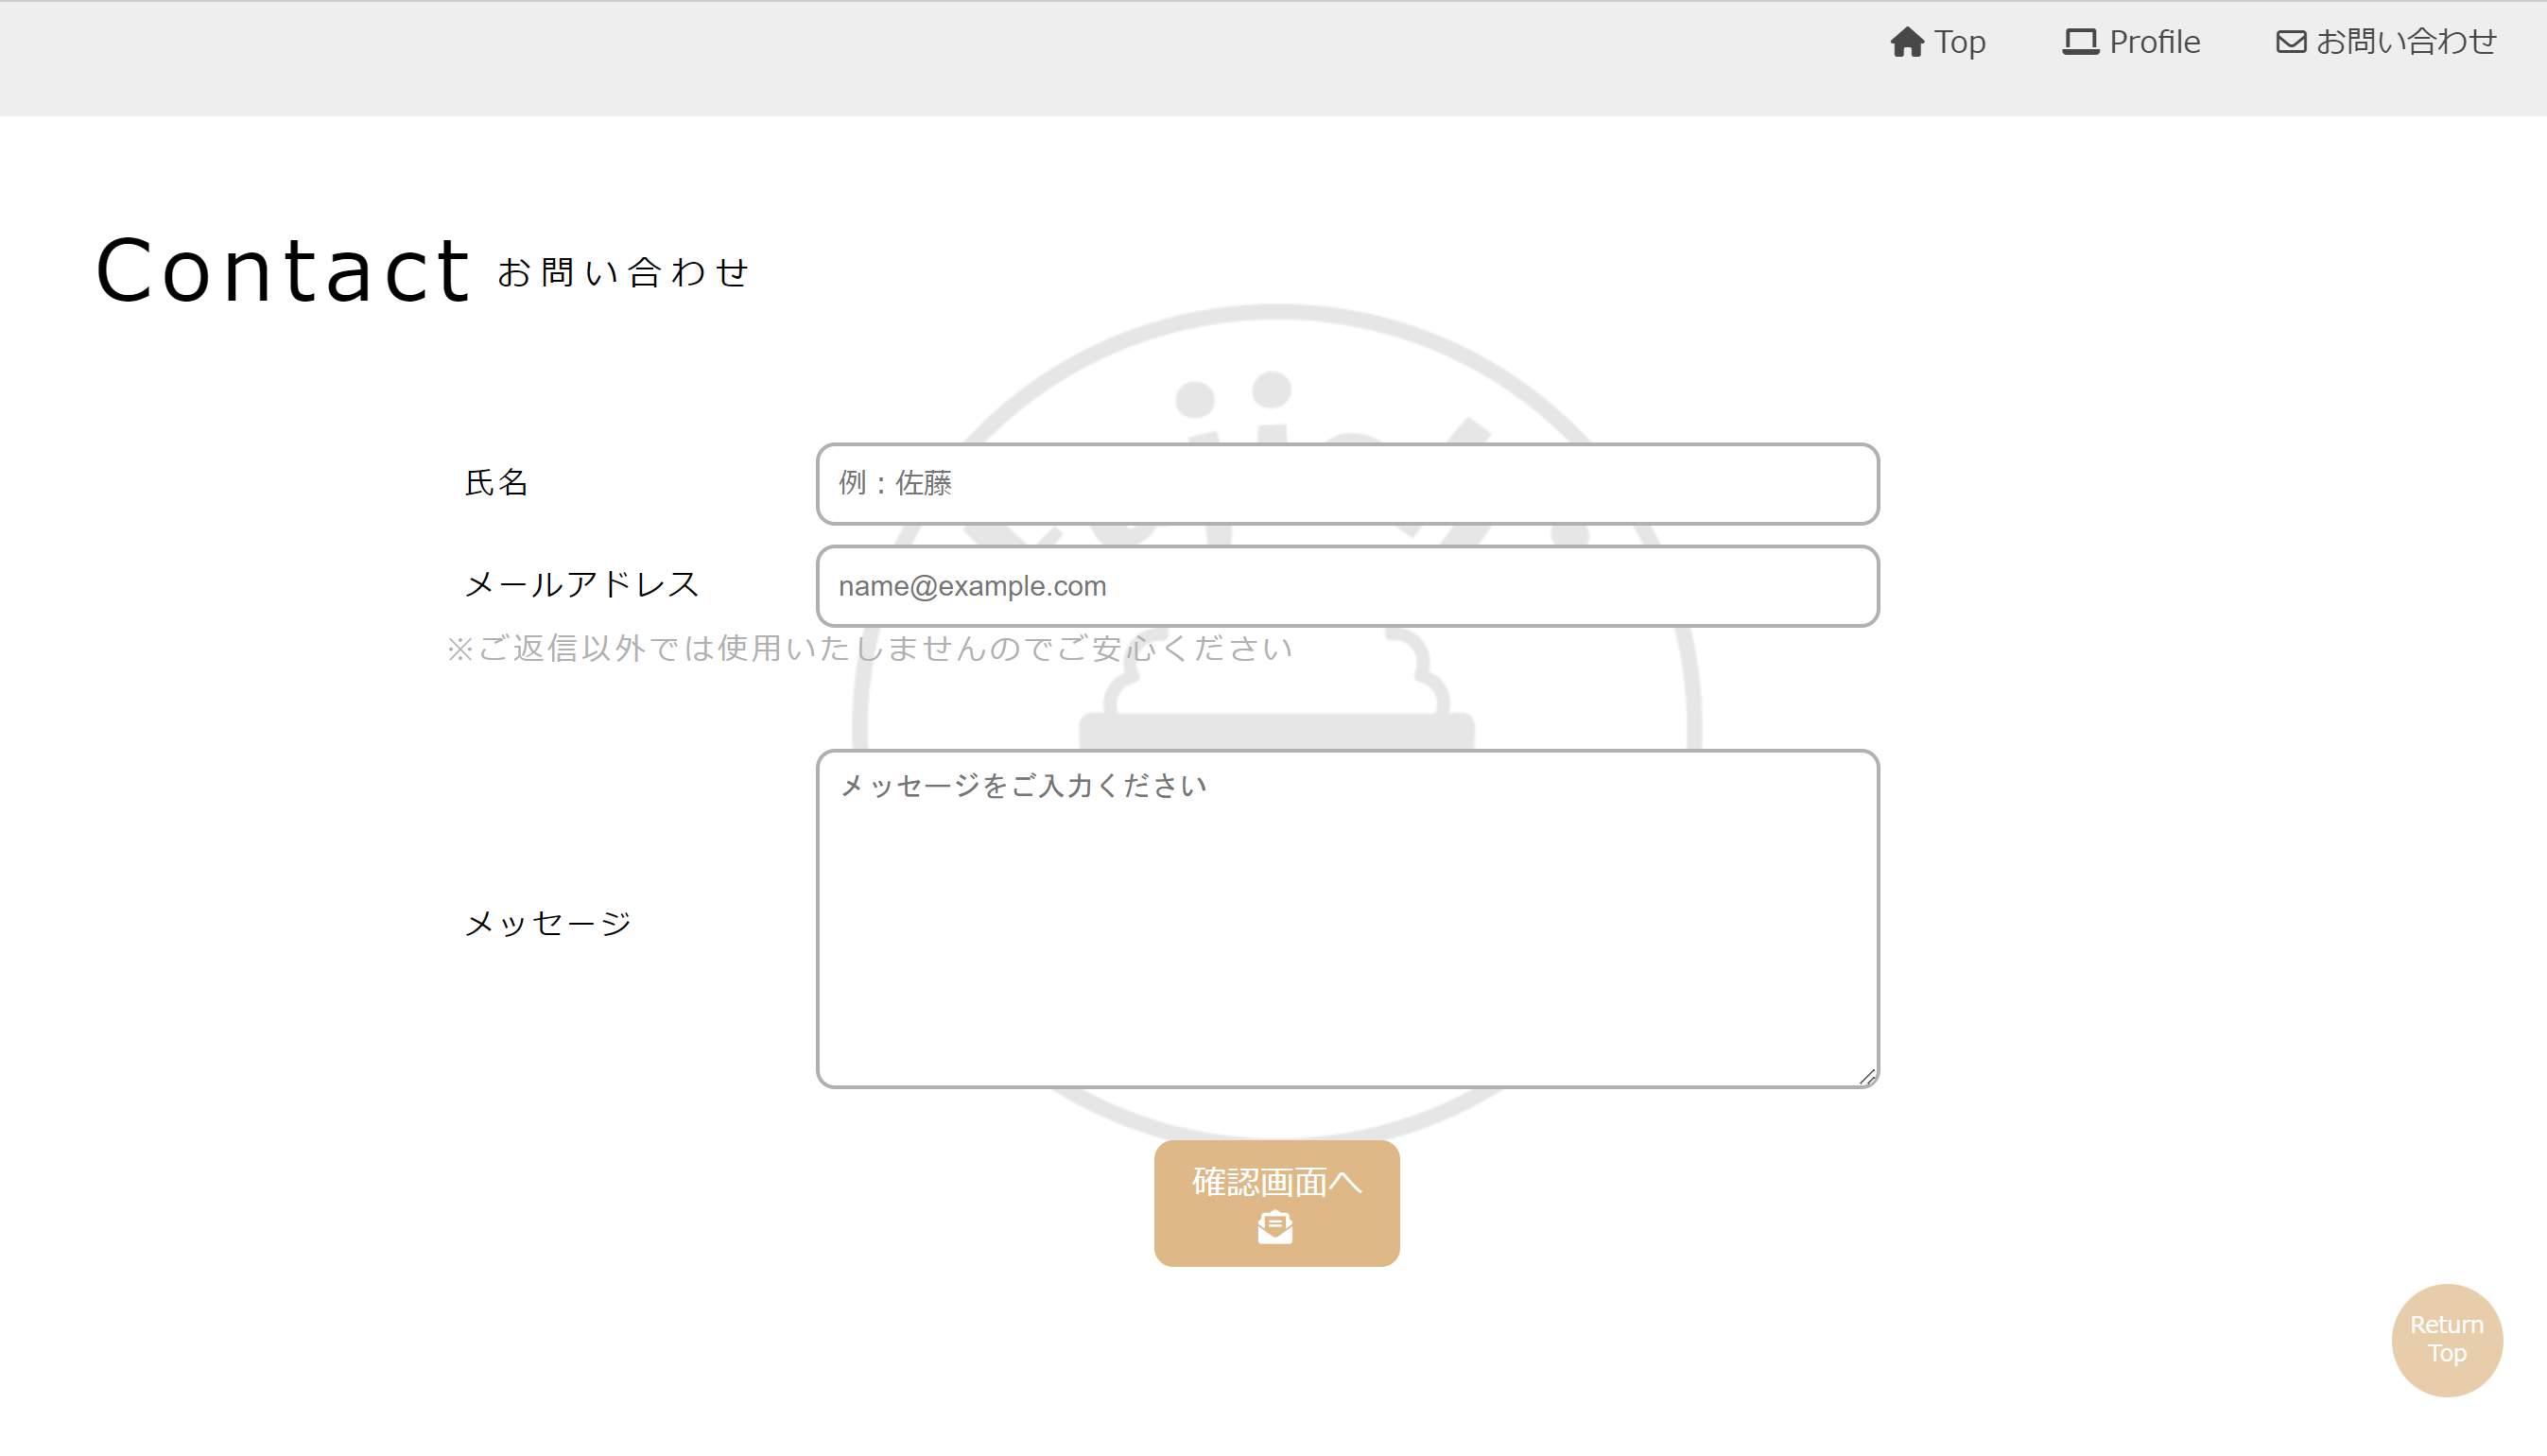 Top Profile お問い合わせ
Contact お問い合わせ
氏名
例：佐藤
メールアドレス
name@example.com
※ご返信以外では使用いたしませんのでご安心ください
メッセージをご入力ください
メッセージ
確認画面へ
Return
Top